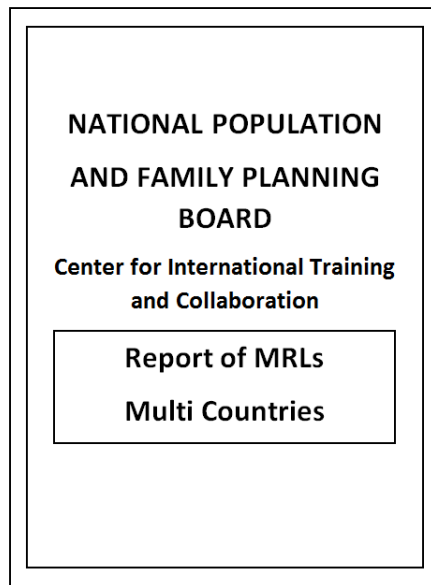 NATIONAL POPULATION
AND FAMILY PLANNING
BOARD
Center for International Training
and Collaboration
Report of MRLs
Multi Countries